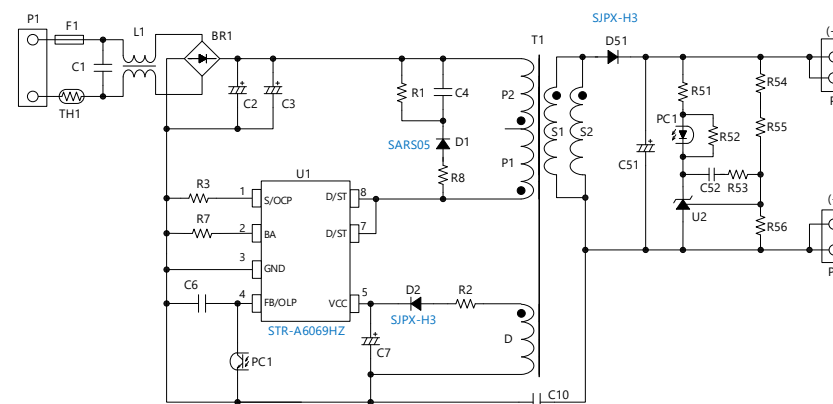 SJPX-H3
P1
F1
L1
BR1
T1
D51
(-
C1
R1
C4
P2
R51
R54
C2
C3
P
TH1
PC1
R55
SARS05
D1
S1
S2
R52
C51
P1
U1
R8
C52
R53
R3
1
S/OCP
D/ST
8
(-
R7
2
BA
D/ST
7
U2
R56
3
GND
P
C6
4
FB/OLP
VCC
5
D2
R2
STR-A6069HZ
SJPX-H3
D
C7
PC1
C10